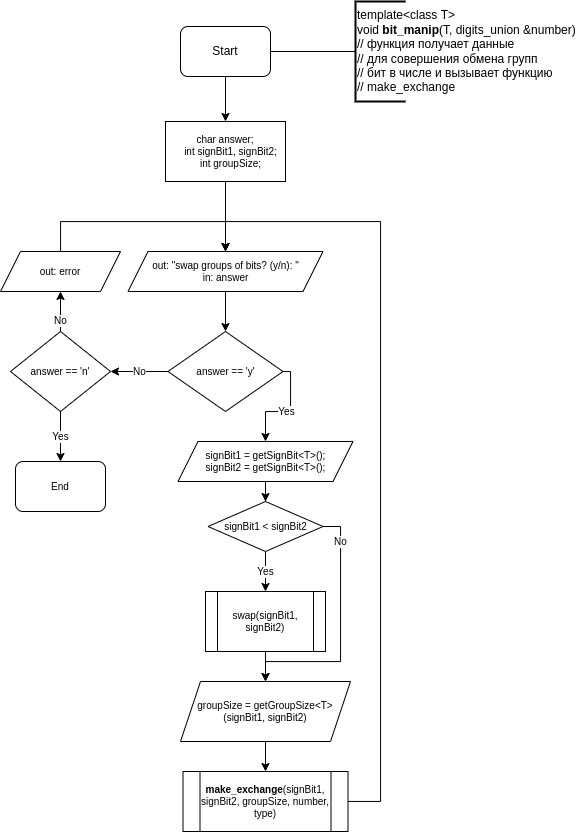 Start
template<class T>
void bit_manip(T, digits_union &number)
// функция получает данные
// для совершения обмена групп
// бит в числе и вызывает функцию
// make_exchange
char answer;
int signBit1, signBit2;
int groupSize;
out: error
out: "swap groups of bits? (y/n): "
in: answer
No
answer == 'n'
No
answer == 'y'
Yes
Yes
End
signBit1 = getSignBit<T>();
signBit2 = getSignBit<T>();
signBit1 < signBit2
No
Yes
swap(signBit1,
signBit2)
groupSize = getGroupSize<T>
(signBit1, signBit2)
make_exchange(signBit1,
signBit2, groupSize, number,
type)